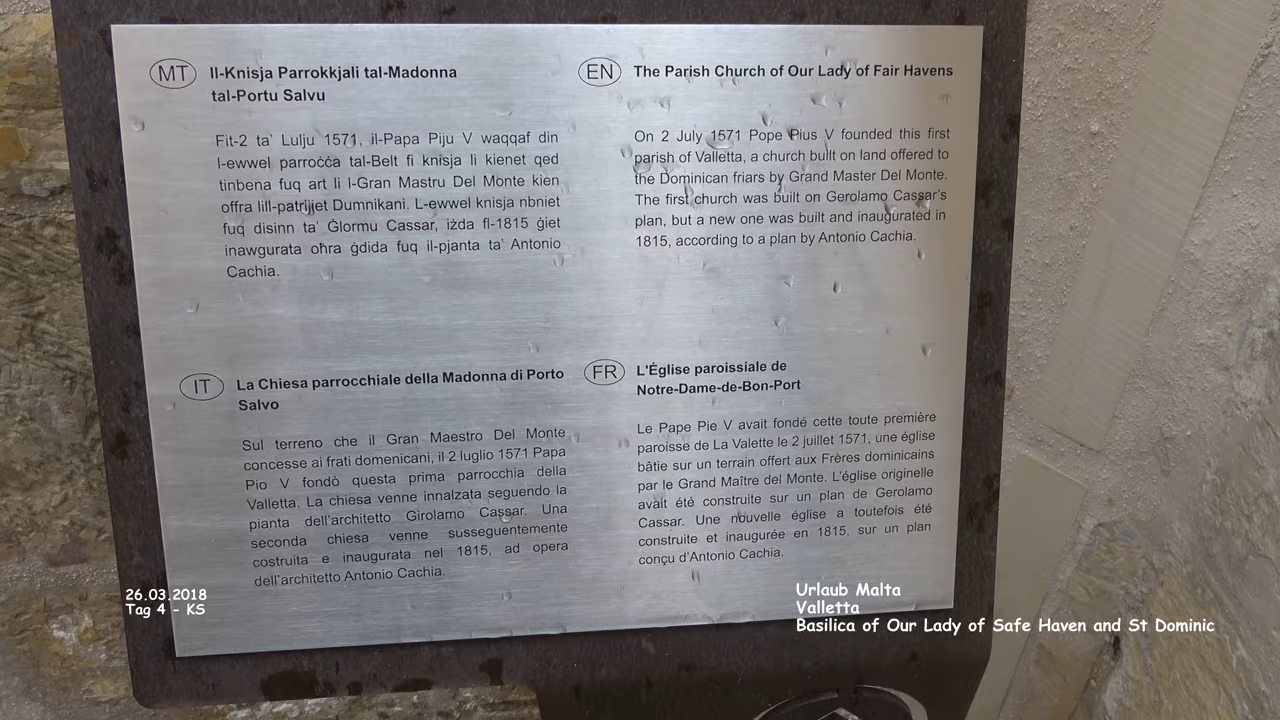 MT
Il-Knisja Parrokkjali tal-Madonna
tal-Portu Salvu
Fit-2 ta' Lulju 1571, il-Papa Piju V waqqaf din
l-ewwel parroċċa tal-Belt fi knisja li kienet qed
tinbena fuq art li l-Gran Mastru Del Monte kien
offra lill-patrijiet Dumnikani. L-ewwel knisja nbniet
fuq disinn ta' Ġlormu Cassar, iżda fl-1815 ġiet
inawgurata oħra ġdida fuq il-pjanta ta' Antonio
Cachia.
EN
The Parish Church of Our Lady of Fair Havens
On 2 July 1571 Pope Pius V founded this first
parish of Valletta, a church built on land offered to
the Dominican friars by Grand Master Del Monte.
The first church was built on Gerolamo Cassar's
plan, but a new one was built and inaugurated in
1815, according to a plan by Antonio Cachia.
IT
La Chiesa parrocchiale della Madonna di Porto
Salvo
Sul terreno che il Gran Maestro Del Monte
concesse ai frati domenicani, il 2 luglio 1571 Papa
Pio V fondò questa prima parrocchia della
Valletta. La chiesa venne innalzata seguendo la
pianta dell'architetto Girolamo Cassar. Una
seconda chiesa venne susseguentemente
costruita e inaugurata nel 1815, ad opera
dell'architetto Antonio Cachia.
FR
L'Église paroissiale de
Notre-Dame-de-Bon-Port
Le Pape Pie V avait fondé cette toute première
paroisse de La Valette le 2 juillet 1571, une église
bâtie sur un terrain offert aux Frères dominicains
par le Grand Maître del Monte. L'église originelle
avait été construite sur un plan de Gerolamo
Cassar. Une nouvelle église a toutefois été
construite et inaugurée en 1815, sur un plan
conçu d'Antonio Cachia.
26.03.2018
Tag 4 - KS
Urlaub Malta
Valletta
Basilica of Our Lady of Safe Haven and St Dominic